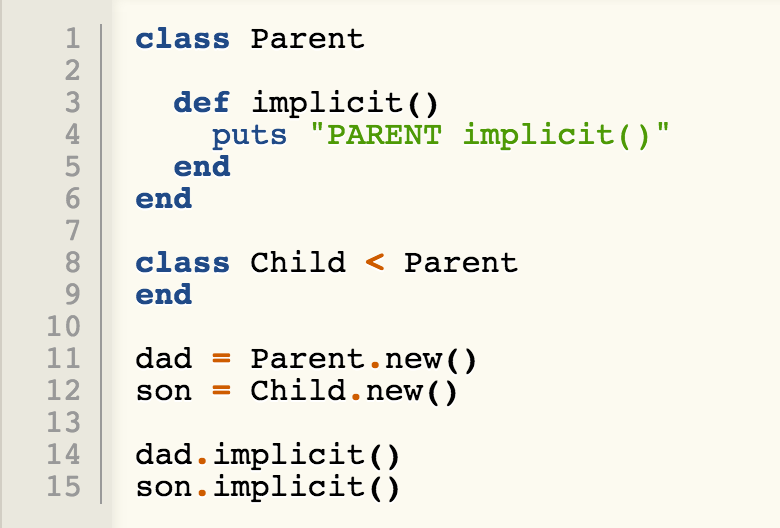 1 class Parent
2
3   def implicit()
4     puts "PARENT implicit()"
5   end
6 end
7
8 class Child < Parent
9 end
10
11 dad = Parent.new()
12 son = Child.new()
13
14 dad.implicit()
15 son.implicit()